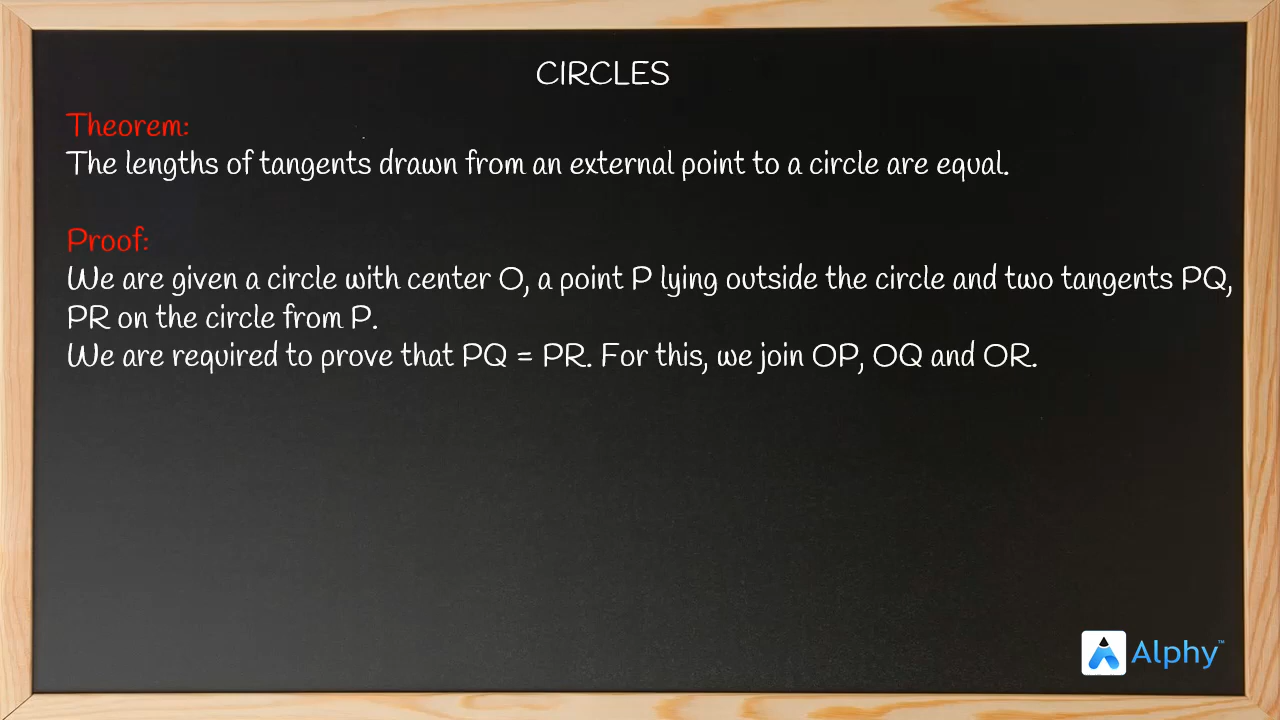 CIRCLES
Theorem:
The lengths of tangents drawn from an external point to a circle are equal.
Proof:
We are given a circle with center O, a point P lying outside the circle and two tangents PQ,
PR on the circle from P.
We are required to prove that PQ = PR. For this, we join OP, OQ and OR.
Alphy™